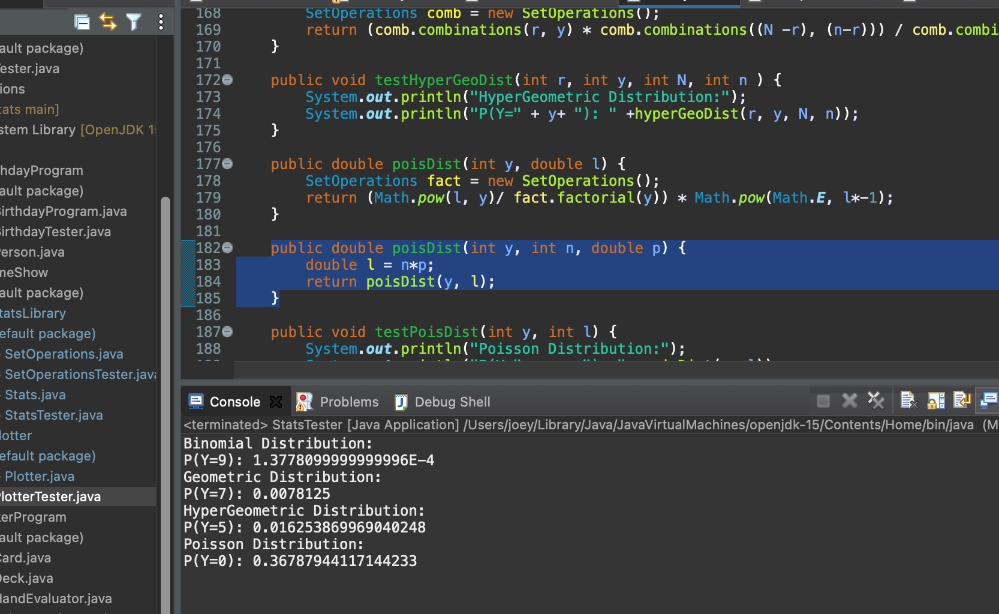 ault package)
ester.java
ions
tats main]
stem Library [OpenJDK 1
hdayProgram
ault package)
BirthdayProgram.java
BirthdayTester.java
Person.java
meShow
ault package)
tatsLibrary
efault package)
SetOperations.java
SetOperationsTester.java
Stats.java
StatsTester.java
lotter
efault package)
Plotter.java
PlotterTester.java
kerProgram
ault package)
Card.java
Deck.java
HandEvaluator.java
168 SetOperations comb = new SetOperations();
169 return (comb.combinations(r, y) * comb.combinations((N -r), (n-r))) / comb.combi
170 }
171
172 public void testHyperGeoDist(int r, int y, int N, int n ) {
173 System.out.println("HyperGeometric Distribution:");
174 System.out.println("P(Y=" + y+ "): " +hyperGeoDist(r, y, N, n));
175 }
176
177 public double poisDist(int y, double l) {
178 SetOperations fact = new SetOperations();
179 return (Math.pow(l, y)/ fact.factorial(y)) * Math.pow(Math.E, l*-1);
180 }
181
182 public double poisDist(int y, int n, double p) {
183 double l = n*p;
184 return poisDist(y, l);
185 }
186
187 public void testPoisDist(int y, int l) {
188 System.out.println("Poisson Distribution:");
Console Problems Debug Shell
<terminated> StatsTester [Java Application] /Users/joey/Library/Java/JavaVirtualMachines/openjdk-15/Contents/Home/bin/java (M
Binomial Distribution:
P(Y=9): 1.3778099999999996E-4
Geometric Distribution:
P(Y=7): 0.0078125
HyperGeometric Distribution:
P(Y=5): 0.016253869969040248
Poisson Distribution:
P(Y=0): 0.36787944117144233